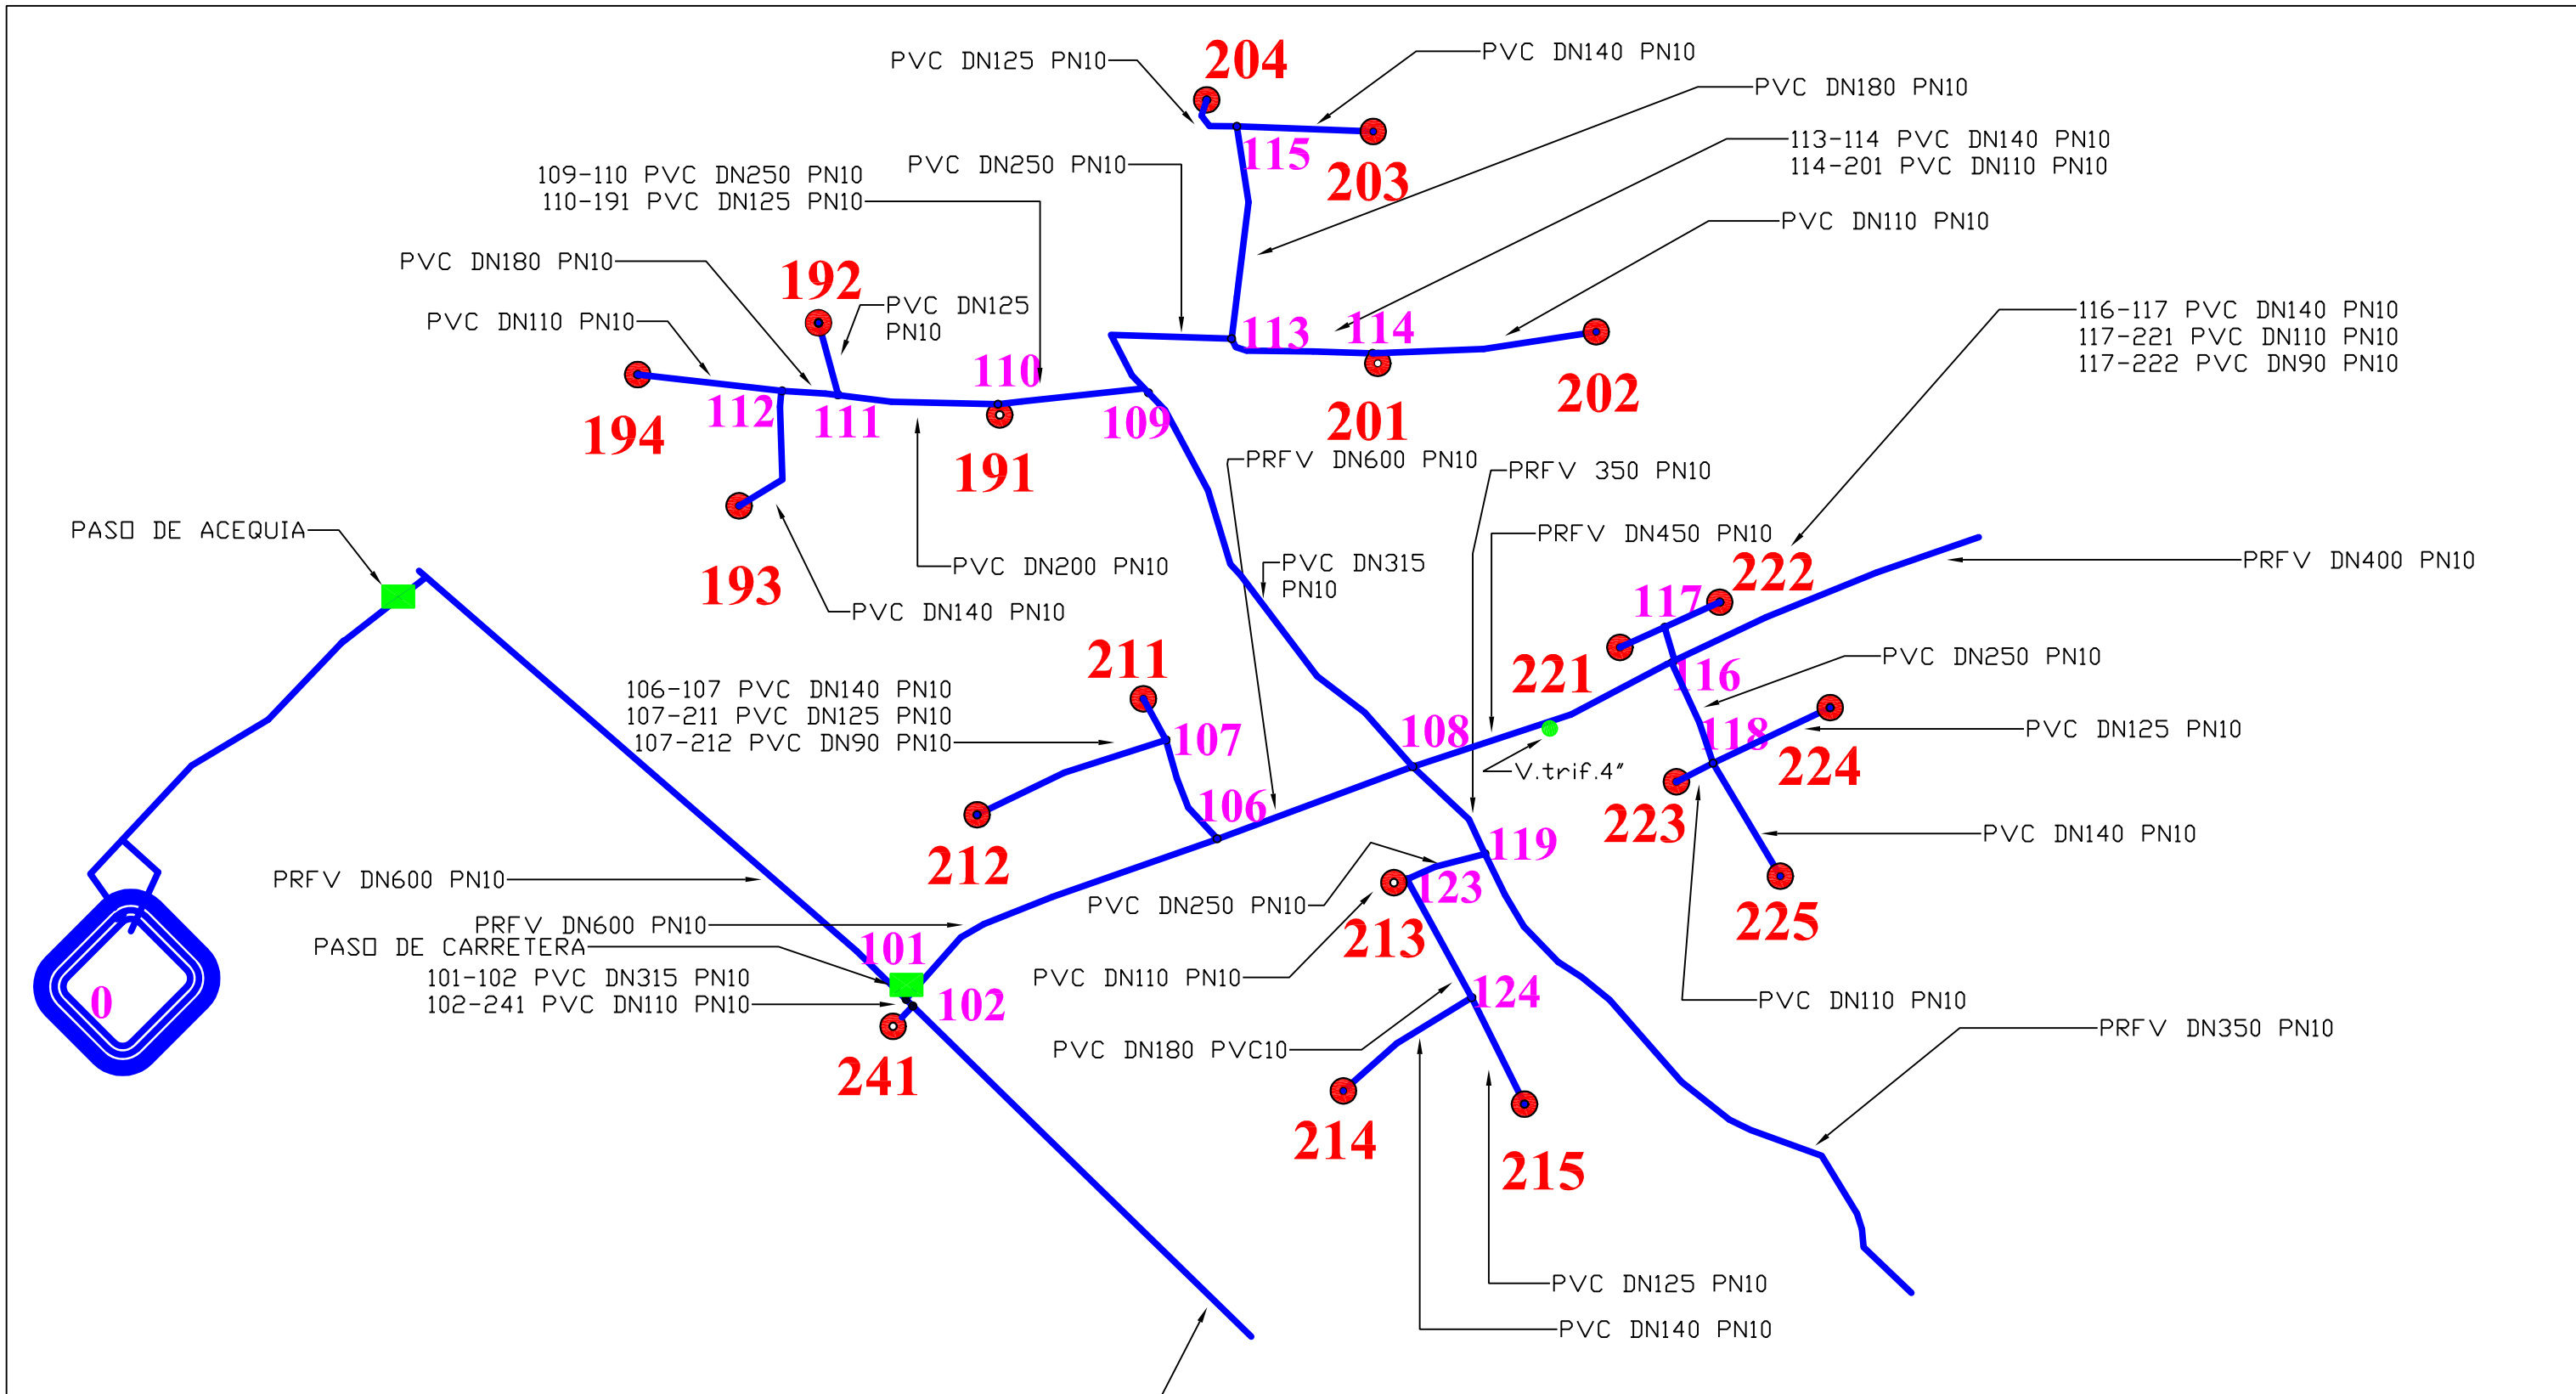 PVC DN125 PN10
204
PVC DN140 PN10
PVC DN180 PN10
115
203
113-114 PVC DN140 PN10
114-201 PVC DN110 PN10
109-110 PVC DN250 PN10
110-191 PVC DN125 PN10
PVC DN250 PN10
PVC DN110 PN10
PVC DN180 PN10
192
PVC DN125
PN10
PVC DN110 PN10
113
114
116-117 PVC DN140 PN10
117-221 PVC DN110 PN10
117-222 PVC DN90 PN10
110
112
111
109
201
202
194
191
PRFV DN600 PN10
PRFV 350 PN10
PASO DE ACEQUIA
PRFV DN450 PN10
PVC DN200 PN10
PVC DN315
PN10
193
PVC DN140 PN10
222
PRFV DN400 PN10
117
211
221
116
PVC DN250 PN10
106-107 PVC DN140 PN10
107-211 PVC DN125 PN10
107-212 PVC DN90 PN10
107
108
118
PVC DN125 PN10
V.trif.4"
224
106
223
PVC DN140 PN10
212
119
PRFV DN600 PN10
123
PVC DN250 PN10
225
PRFV DN600 PN10
PASO DE CARRETERA
101
213
101-102 PVC DN315 PN10
102-241 PVC DN110 PN10
PVC DN110 PN10
0
102
124
PVC DN110 PN10
PRFV DN350 PN10
PVC DN180 PVC10
241
214
215
PVC DN125 PN10
PVC DN140 PN10